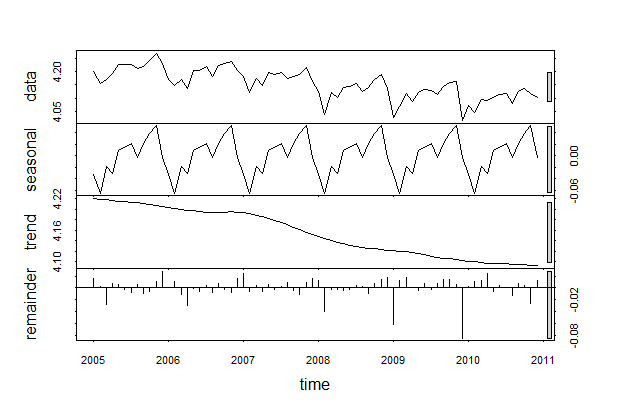 data
4.05 4.20
seasonal
-0.06 0.00
trend
4.10 4.16 4.22
remainder
-0.08 -0.02
2005 2006 2007 2008 2009 2010 2011
time